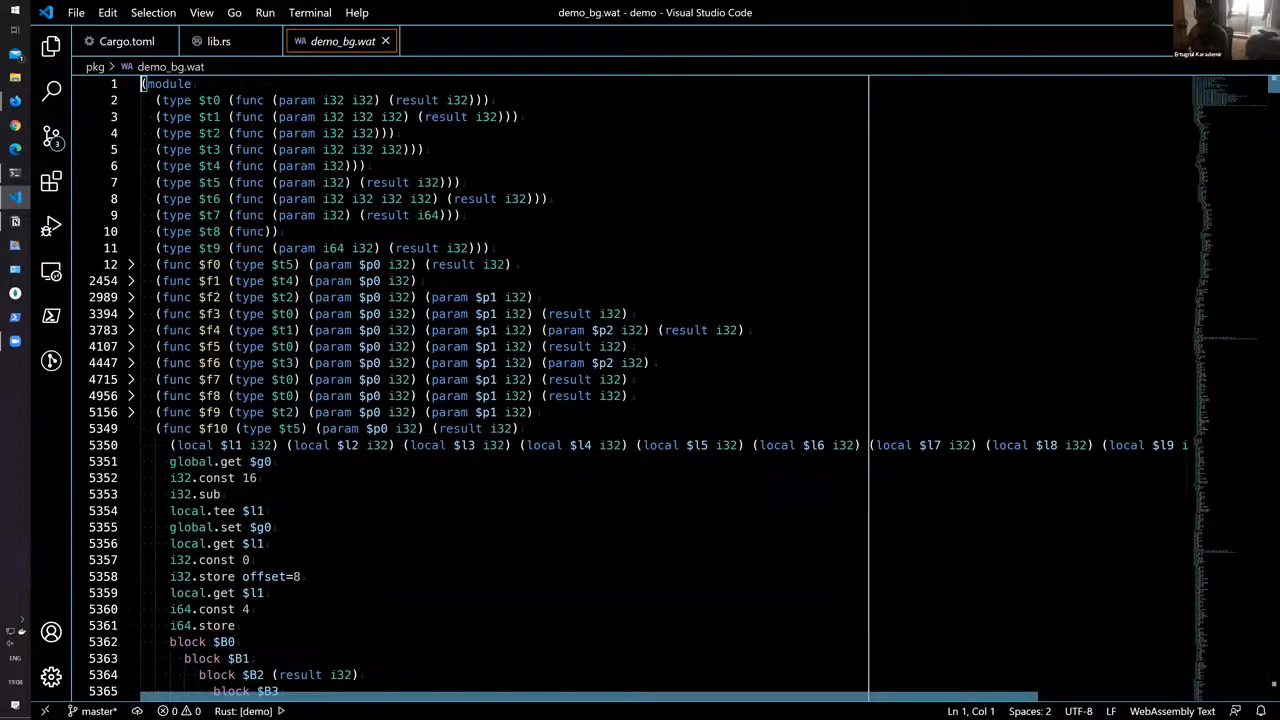 File Edit Selection View Go Run Terminal Help
demo_bg.wat - demo - Visual Studio Code
Ertugrul Karademir
Cargo.toml
lib.rs
WA demo_bg.wat
pkg > WA demo_bg.wat
1 (module
2 (type $t0 (func (param i32 i32) (result i32)))
3 (type $t1 (func (param i32 i32 i32) (result i32)))
4 (type $t2 (func (param i32 i32)))
5 (type $t3 (func (param i32 i32 i32)))
6 (type $t4 (func (param i32)))
7 (type $t5 (func (param i32) (result i32)))
8 (type $t6 (func (param i32 i32 i32 i32) (result i32)))
9 (type $t7 (func (param i32) (result i64)))
10 (type $t8 (func))
11 (type $t9 (func (param i64 i32) (result i32)))
12 > (func $f0 (type $t5) (param $p0 i32) (result i32)
2454 > (func $f1 (type $t4) (param $p0 i32)
2989 > (func $f2 (type $t2) (param $p0 i32) (param $p1 i32)
3394 > (func $f3 (type $t0) (param $p0 i32) (param $p1 i32) (result i32)
3783 > (func $f4 (type $t1) (param $p0 i32) (param $p1 i32) (param $p2 i32) (result i32)
4107 > (func $f5 (type $t0) (param $p0 i32) (param $p1 i32) (result i32)
4447 > (func $f6 (type $t3) (param $p0 i32) (param $p1 i32) (param $p2 i32)
4715 > (func $f7 (type $t0) (param $p0 i32) (param $p1 i32) (result i32)
4956 > (func $f8 (type $t0) (param $p0 i32) (param $p1 i32) (result i32)
5156 > (func $f9 (type $t2) (param $p0 i32) (param $p1 i32)
5349 (func $f10 (type $t5) (param $p0 i32) (result i32)
5350 (local $l1 i32) (local $l2 i32) (local $l3 i32) (local $l4 i32) (local $l5 i32) (local $l6 i32) (local $l7 i32) (local $l8 i32) (local $l9 i
5351 global.get $g0
5352 i32.const 16
5353 i32.sub
5354 local.tee $l1
5355 global.set $g0
5356 local.get $l1
5357 i32.const 0
5358 i32.store offset=8
5359 local.get $l1
5360 i64.const 4
5361 i64.store
5362 block $B0
5363 block $B1
5364 block $B2 (result i32)
5365 block $B3
3
ENG
19:08
master* 0 0 Rust: [demo]
Ln 1, Col 1 Spaces: 2 UTF-8 LF WebAssembly Text